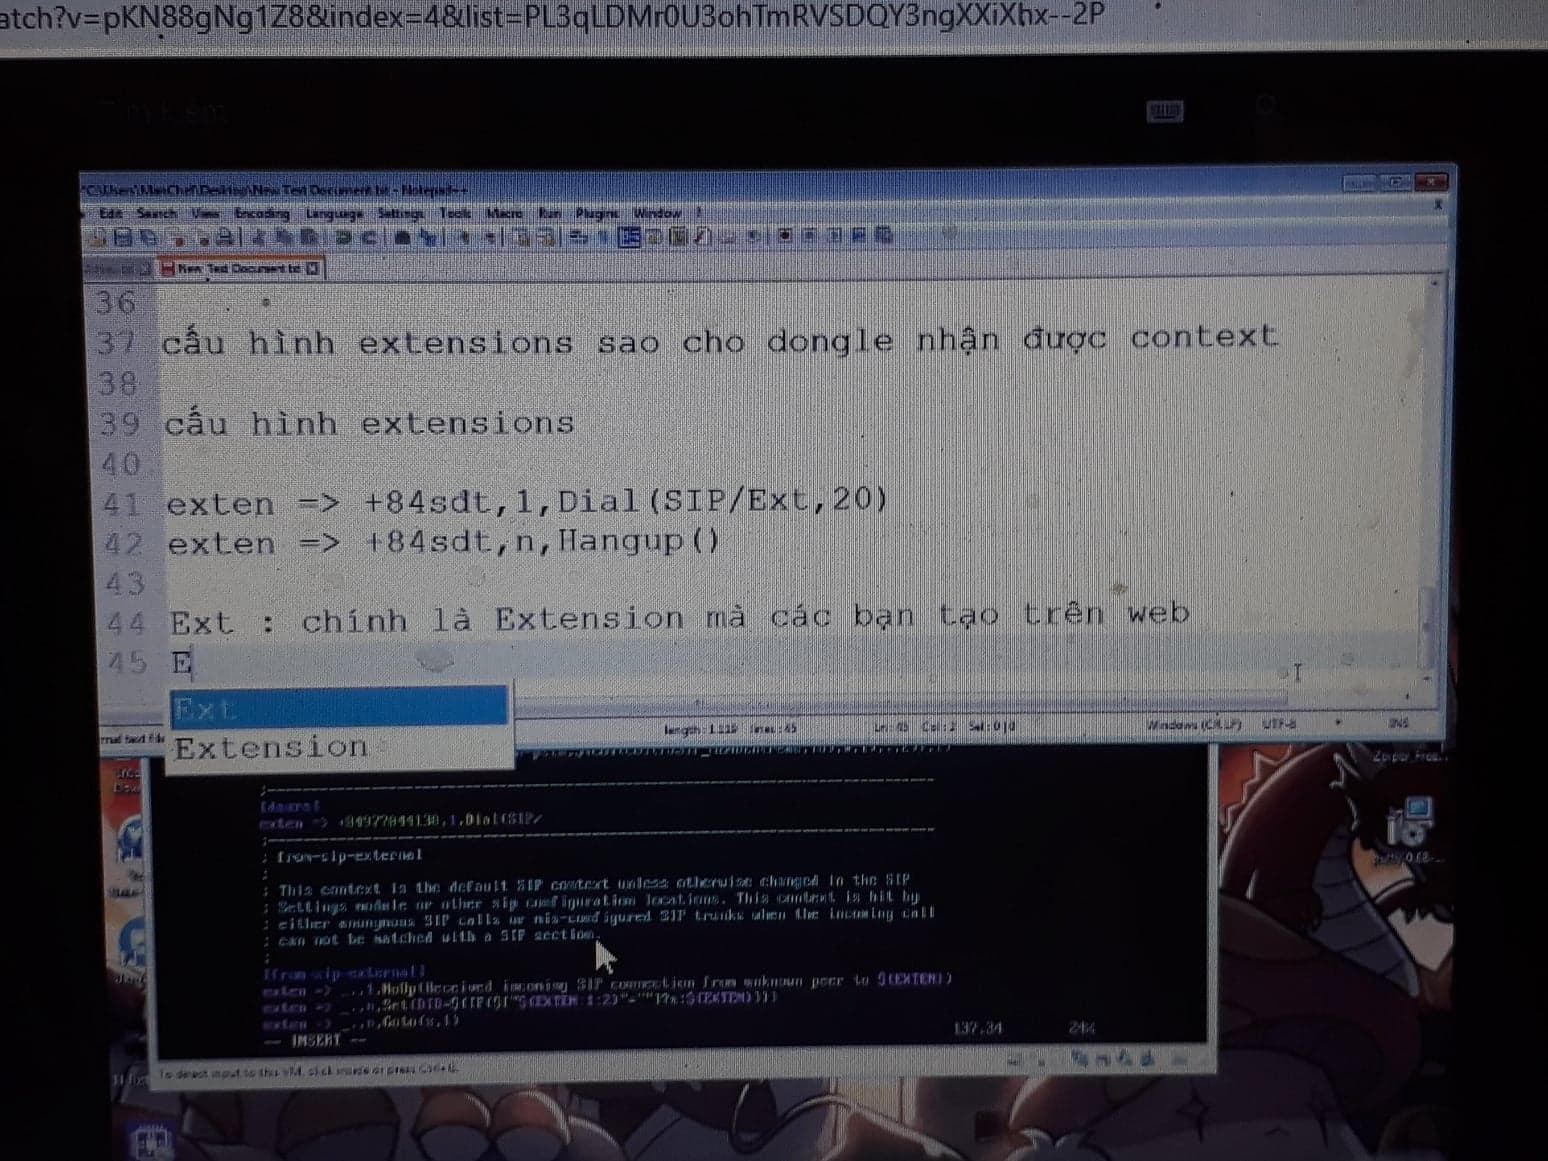 atch?v=pKN88gNg1Z8&index=4&list=PL3qLDMr0U3ohTmRVSDQY3ngXXiXhx--2P
*C:\Users\ManChef\Desktop\New Text Document.txt - Notepad++
Edit Search View Encoding Language Settings Tools Macro Run Plugins Window ?
New Text Document.txt
36
37 cấu hình extensions sao cho dongle nhận được context
38
39 cấu hình extensions
40
41 exten => +84sdt,1,Dial(SIP/Ext,20)
42 exten => +84sdt,n,Hangup()
43
44 Ext : chính là Extension mà các bạn tạo trên web
45 E
Ext
Extension
length : 1.115 lines : 45 Ln : 45 Col : 2 Sel : 0 | 0 Windows (CR LF) UTF-8 INS
exten => +84977844138,1,Dial(SIP/
; from-sip-external
;
; This context is the default SIP context unless otherwise changed in the SIP
; Settings module or other sip configuration locations. This context is hit by
; either anonymous SIP calls or mis-configured SIP trunks when the incoming call
; can not be matched with a SIP section.
;
[from-sip-external]
exten => _.,1,NoOp(Received incoming SIP connection from unknown peer to ${EXTEN})
exten => _.,n,Set(DID=${IF($["${EXTEN:1:2}"=""]?s:${EXTEN})})
exten => _.,n,Goto(s,1)
-- INSERT --
137,34 24%
To direct input to this VM, click inside or press Ctrl+G.